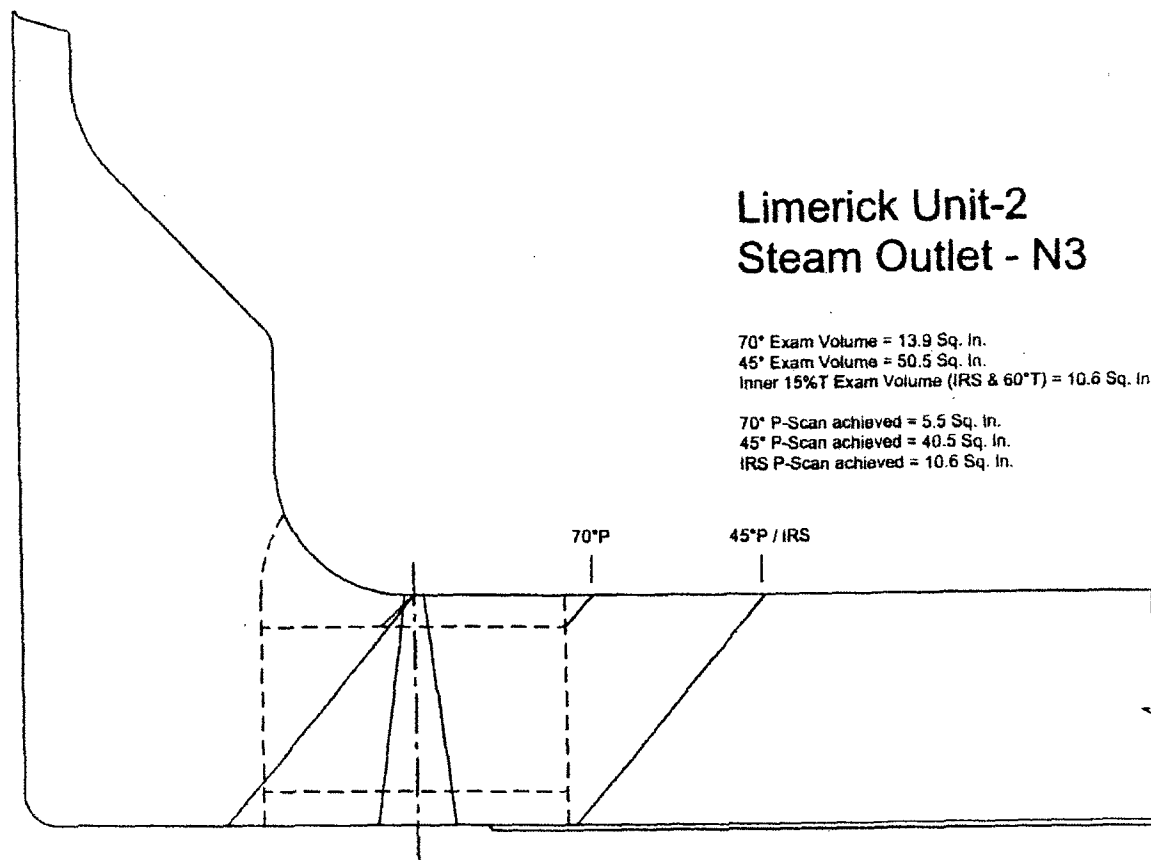 Limerick Unit-2
Steam Outlet - N3
70° Exam Volume = 13.9 Sq. In.
45° Exam Volume = 50.5 Sq. In.
Inner 15%T Exam Volume (IRS & 60°T) = 10.6 Sq. In
70° P-Scan achieved = 5.5 Sq. In.
45° P-Scan achieved = 40.5 Sq. In.
IRS P-Scan achieved = 10.6 Sq. In.
70°P
45°P / IRS